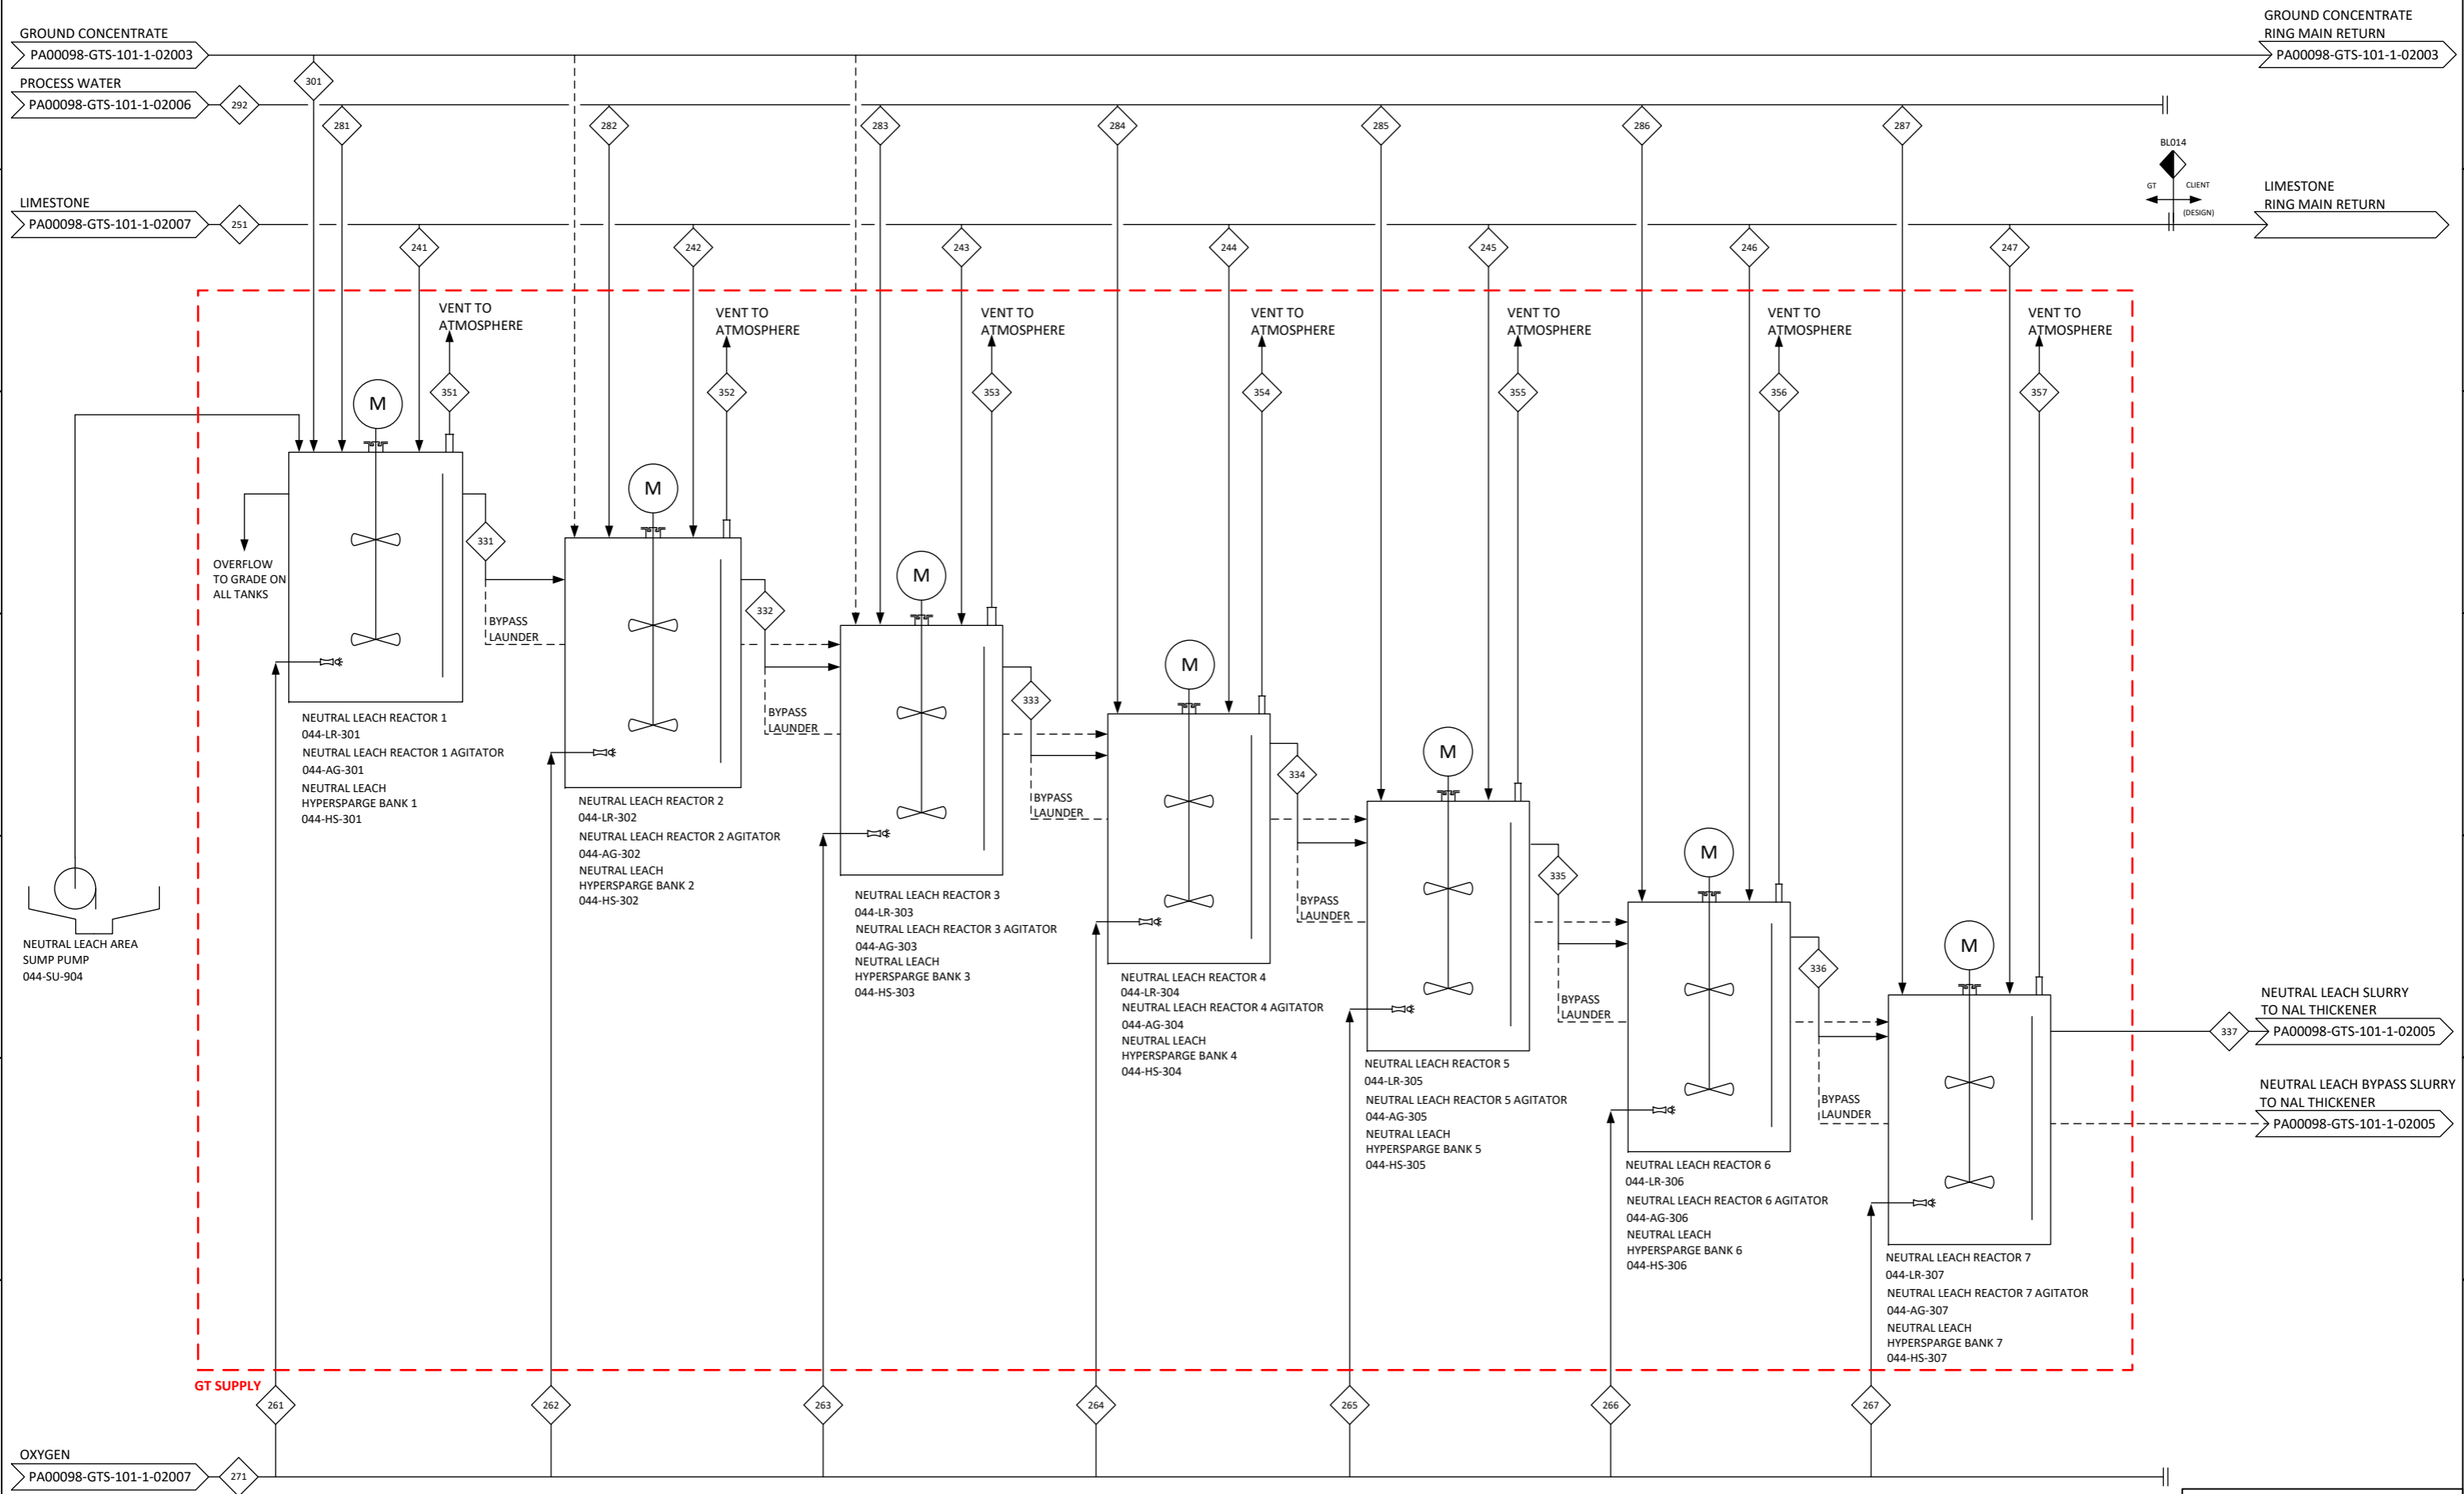 GROUND CONCENTRATE
PA00098-GTS-101-1-02003
GROUND CONCENTRATE
RING MAIN RETURN
PA00098-GTS-101-1-02003
301
PROCESS WATER
PA00098-GTS-101-1-02006
292
281
282
283
284
285
286
287
BL014
GT
CLIENT
(DESIGN)
LIMESTONE
PA00098-GTS-101-1-02007
251
LIMESTONE
RING MAIN RETURN
241
242
243
244
245
246
247
VENT TO
ATMOSPHERE
VENT TO
ATMOSPHERE
VENT TO
ATMOSPHERE
VENT TO
ATMOSPHERE
VENT TO
ATMOSPHERE
VENT TO
ATMOSPHERE
VENT TO
ATMOSPHERE
351
352
353
354
355
356
357
M
M
M
M
M
M
M
OVERFLOW
TO GRADE ON
ALL TANKS
331
332
333
334
335
336
BYPASS
LAUNDER
BYPASS
LAUNDER
BYPASS
LAUNDER
BYPASS
LAUNDER
BYPASS
LAUNDER
BYPASS
LAUNDER
NEUTRAL LEACH REACTOR 1
044-LR-301
NEUTRAL LEACH REACTOR 1 AGITATOR
044-AG-301
NEUTRAL LEACH
HYPERSPARGE BANK 1
044-HS-301
NEUTRAL LEACH REACTOR 2
044-LR-302
NEUTRAL LEACH REACTOR 2 AGITATOR
044-AG-302
NEUTRAL LEACH
HYPERSPARGE BANK 2
044-HS-302
NEUTRAL LEACH REACTOR 3
044-LR-303
NEUTRAL LEACH REACTOR 3 AGITATOR
044-AG-303
NEUTRAL LEACH
HYPERSPARGE BANK 3
044-HS-303
NEUTRAL LEACH REACTOR 4
044-LR-304
NEUTRAL LEACH REACTOR 4 AGITATOR
044-AG-304
NEUTRAL LEACH
HYPERSPARGE BANK 4
044-HS-304
NEUTRAL LEACH REACTOR 5
044-LR-305
NEUTRAL LEACH REACTOR 5 AGITATOR
044-AG-305
NEUTRAL LEACH
HYPERSPARGE BANK 5
044-HS-305
NEUTRAL LEACH REACTOR 6
044-LR-306
NEUTRAL LEACH REACTOR 6 AGITATOR
044-AG-306
NEUTRAL LEACH
HYPERSPARGE BANK 6
044-HS-306
NEUTRAL LEACH REACTOR 7
044-LR-307
NEUTRAL LEACH REACTOR 7 AGITATOR
044-AG-307
NEUTRAL LEACH
HYPERSPARGE BANK 7
044-HS-307
NEUTRAL LEACH AREA
SUMP PUMP
044-SU-904
337
NEUTRAL LEACH SLURRY
TO NAL THICKENER
PA00098-GTS-101-1-02005
NEUTRAL LEACH BYPASS SLURRY
TO NAL THICKENER
PA00098-GTS-101-1-02005
GT SUPPLY
261
262
263
264
265
266
267
OXYGEN
PA00098-GTS-101-1-02007
271